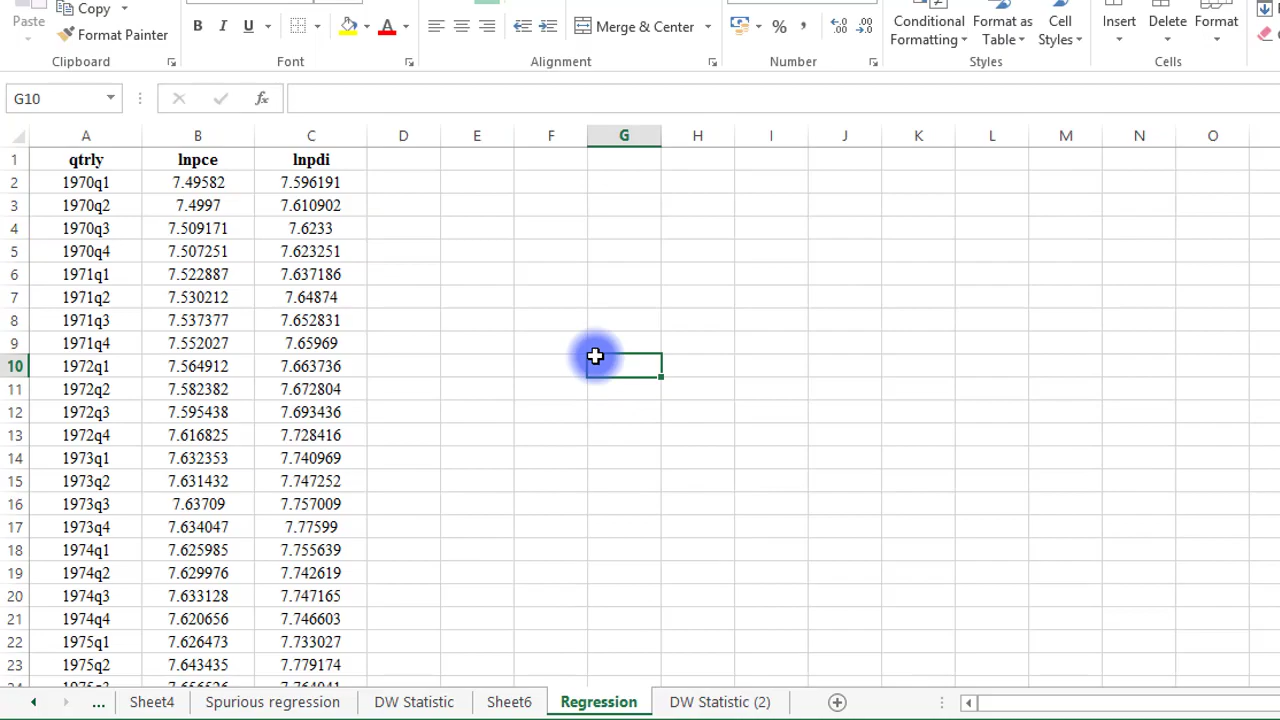 Paste Copy Format Painter B I U A Merge & Center % , Conditional Formatting Format as Table Cell Styles Insert Delete Format
Clipboard Font Alignment Number Styles Cells
G10 fx
A B C D E F G H I J K L M N O
1 qtrly lnpce lnpdi
2 1970q1 7.49582 7.596191
3 1970q2 7.4997 7.610902
4 1970q3 7.509171 7.6233
5 1970q4 7.507251 7.623251
6 1971q1 7.522887 7.637186
7 1971q2 7.530212 7.64874
8 1971q3 7.537377 7.652831
9 1971q4 7.552027 7.65969
10 1972q1 7.564912 7.663736
11 1972q2 7.582382 7.672804
12 1972q3 7.595438 7.693436
13 1972q4 7.616825 7.728416
14 1973q1 7.632353 7.740969
15 1973q2 7.631432 7.747252
16 1973q3 7.63709 7.757009
17 1973q4 7.634047 7.77599
18 1974q1 7.625985 7.755639
19 1974q2 7.629976 7.742619
20 1974q3 7.633128 7.747165
21 1974q4 7.620656 7.746603
22 1975q1 7.626473 7.733027
23 1975q2 7.643435 7.779174
... Sheet4 Spurious regression DW Statistic Sheet6 Regression DW Statistic (2)